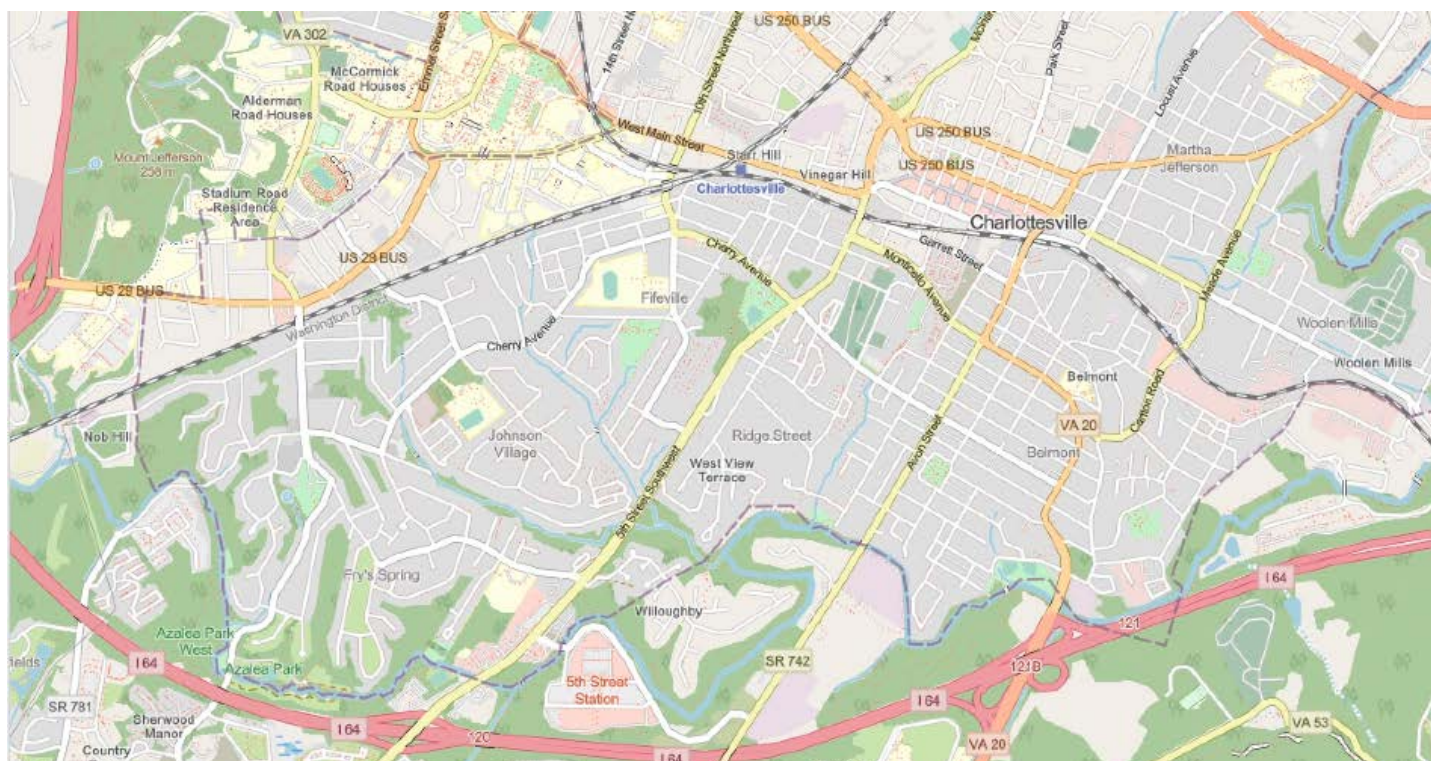 US 250 BUS
VA 302
14th Street
Emmet Street
10th Street Northwest
Park Street
McCormick
Road Houses
Locust Avenue
Alderman
Road Houses
West Main Street
US 250 BUS
Mount Jefferson
258 m
Starr Hill
US 250 BUS
Martha
Jefferson
Vinegar Hill
Stadium Road
Residence
Area
Charlottesville
Charlottesville
Garrett Street
US 29 BUS
Cherry Avenue
Monticello Avenue
Meade Avenue
US 29 BUS
Fifeville
Washington District
Woolen Mills
Cherry Avenue
Woolen Mills
Belmont
Carlton Road
Nob Hill
Johnson
Village
Ridge Street
Avon Street
VA 20
Belmont
West View
Terrace
5th Street Southwest
Fry's Spring
I 64
Willoughby
Azalea Park
West
121
Azalea Park
I 64
SR 742
121B
fields
5th Street
Station
I 64
SR 781
Sherwood
Manor
I 64
120
VA 53
Country
I 64
VA 20